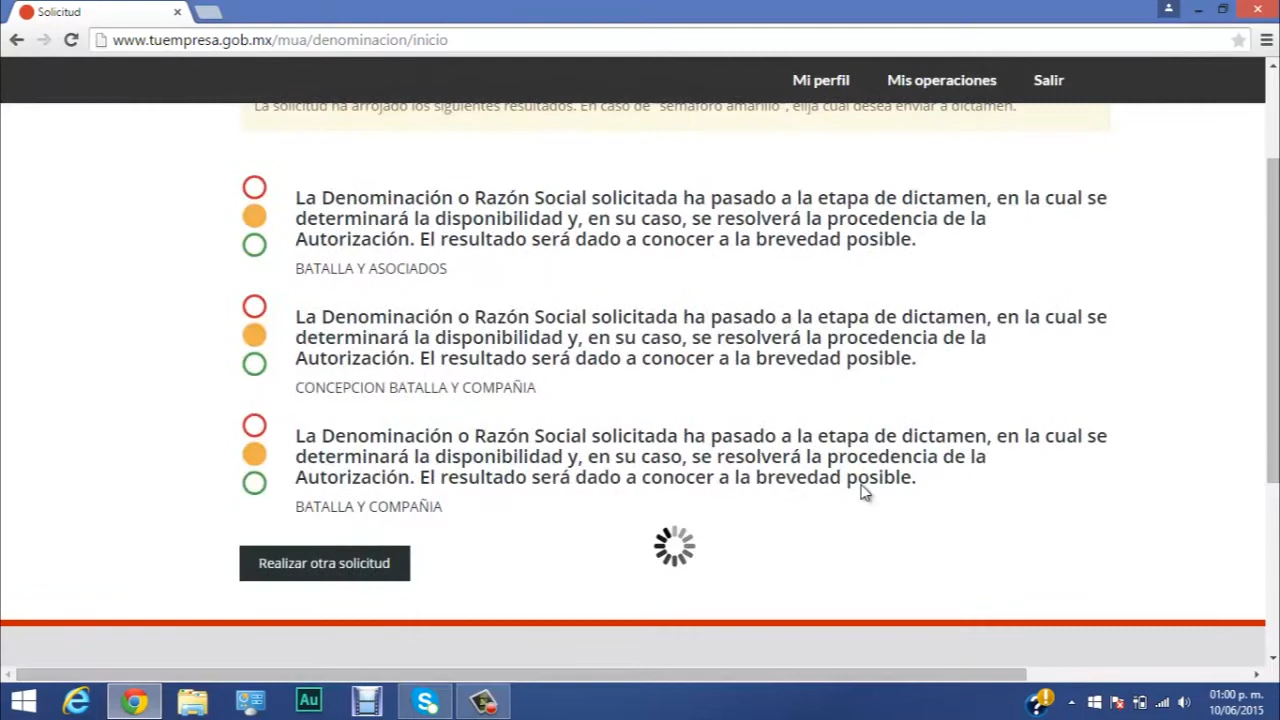 Solicitud
www.tuempresa.gob.mx/mua/denominacion/inicio
Mi perfil Mis operaciones Salir
La solicitud ha arrojado los siguientes resultados. En caso de "semáforo amarillo", elija cuál desea enviar a dictamen.
La Denominación o Razón Social solicitada ha pasado a la etapa de dictamen, en la cual se
determinará la disponibilidad y, en su caso, se resolverá la procedencia de la
Autorización. El resultado será dado a conocer a la brevedad posible.
BATALLA Y ASOCIADOS
La Denominación o Razón Social solicitada ha pasado a la etapa de dictamen, en la cual se
determinará la disponibilidad y, en su caso, se resolverá la procedencia de la
Autorización. El resultado será dado a conocer a la brevedad posible.
CONCEPCION BATALLA Y COMPAÑIA
La Denominación o Razón Social solicitada ha pasado a la etapa de dictamen, en la cual se
determinará la disponibilidad y, en su caso, se resolverá la procedencia de la
Autorización. El resultado será dado a conocer a la brevedad posible.
BATALLA Y COMPAÑIA
Realizar otra solicitud
Au
01:00 p. m.
10/06/2015